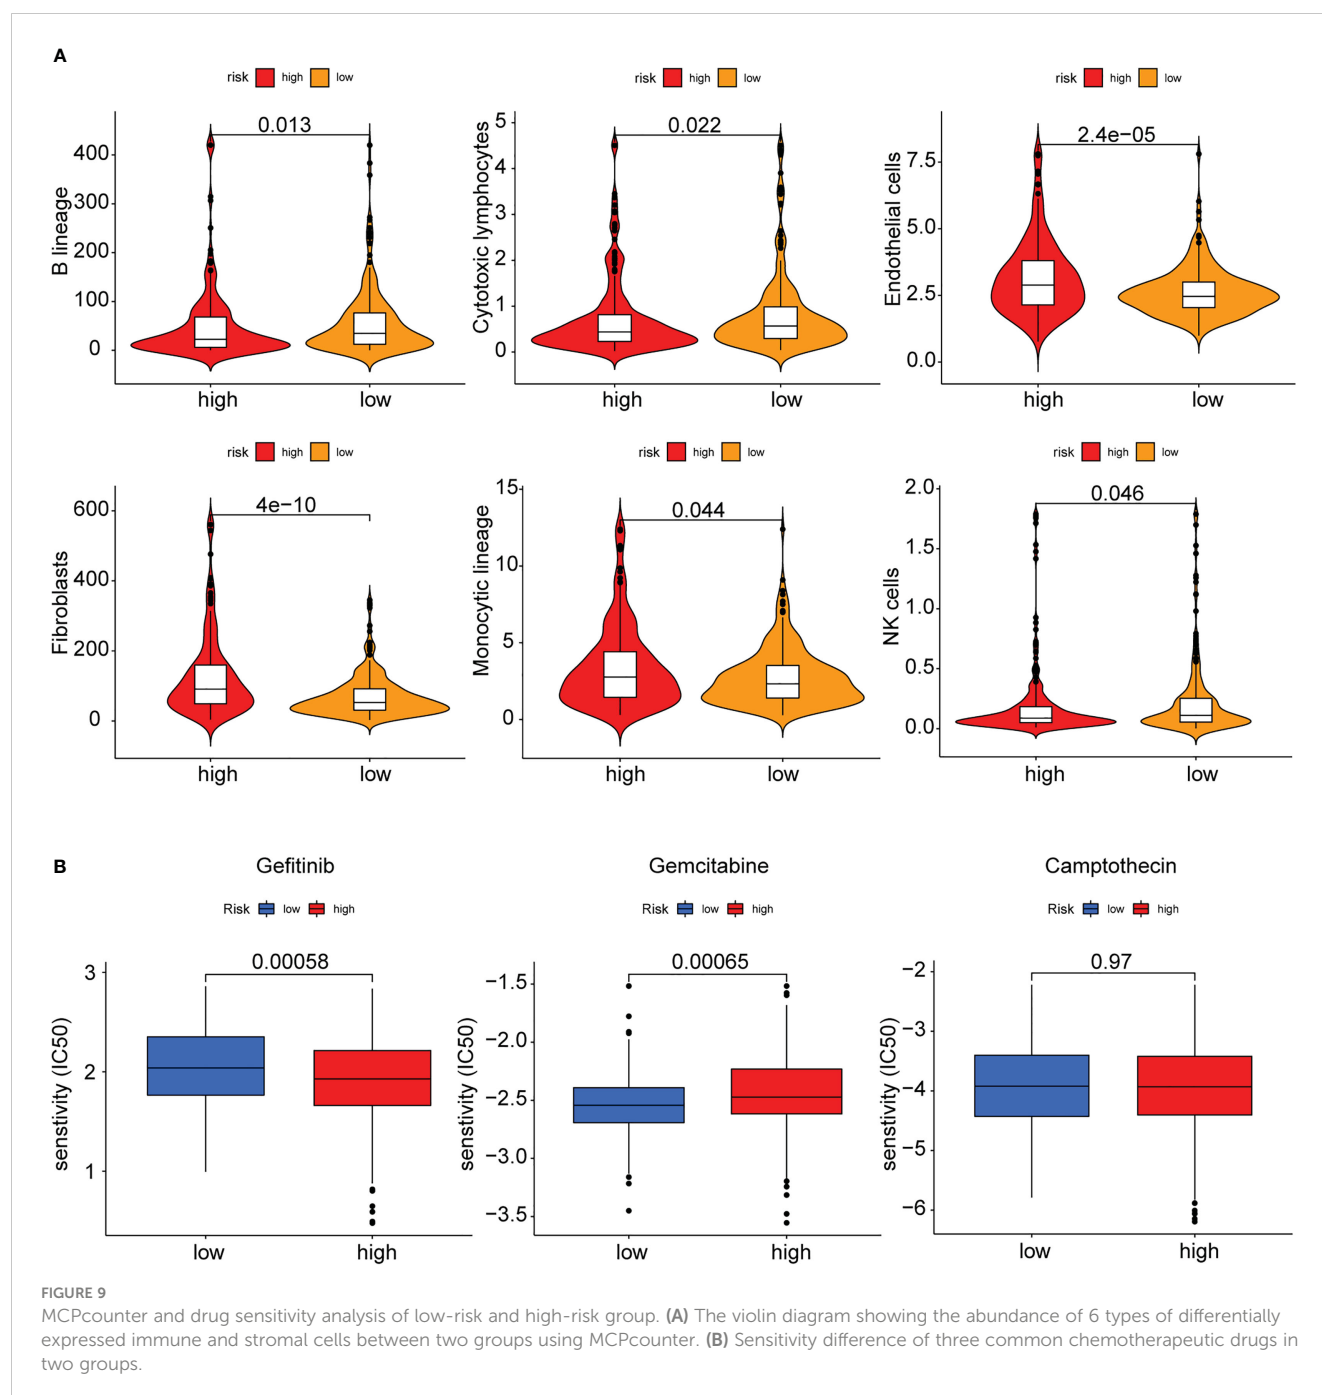 A
risk high low
0.013
B lineage
400
300
200
100
0
high low
risk high low
0.022
Cytotoxic lymphocytes
5
4
3
2
1
0
high low
risk high low
2.4e−05
Endothelial cells
7.5
5.0
2.5
0.0
high low
risk high low
4e−10
Fibroblasts
600
400
200
0
high low
risk high low
0.044
Monocytic lineage
15
10
5
0
high low
risk high low
0.046
NK cells
2.0
1.5
1.0
0.5
0.0
high low
B
Gefitinib
Risk low high
0.00058
senstivity (IC50)
3
2
1
low high
Gemcitabine
Risk low high
0.00065
senstivity (IC50)
−1.5
−2.0
−2.5
−3.0
−3.5
low high
Camptothecin
Risk low high
0.97
senstivity (IC50)
−2
−3
−4
−5
−6
low high
FIGURE 9
MCPcounter and drug sensitivity analysis of low-risk and high-risk group. (A) The violin diagram showing the abundance of 6 types of differentially
expressed immune and stromal cells between two groups using MCPcounter. (B) Sensitivity difference of three common chemotherapeutic drugs in
two groups.